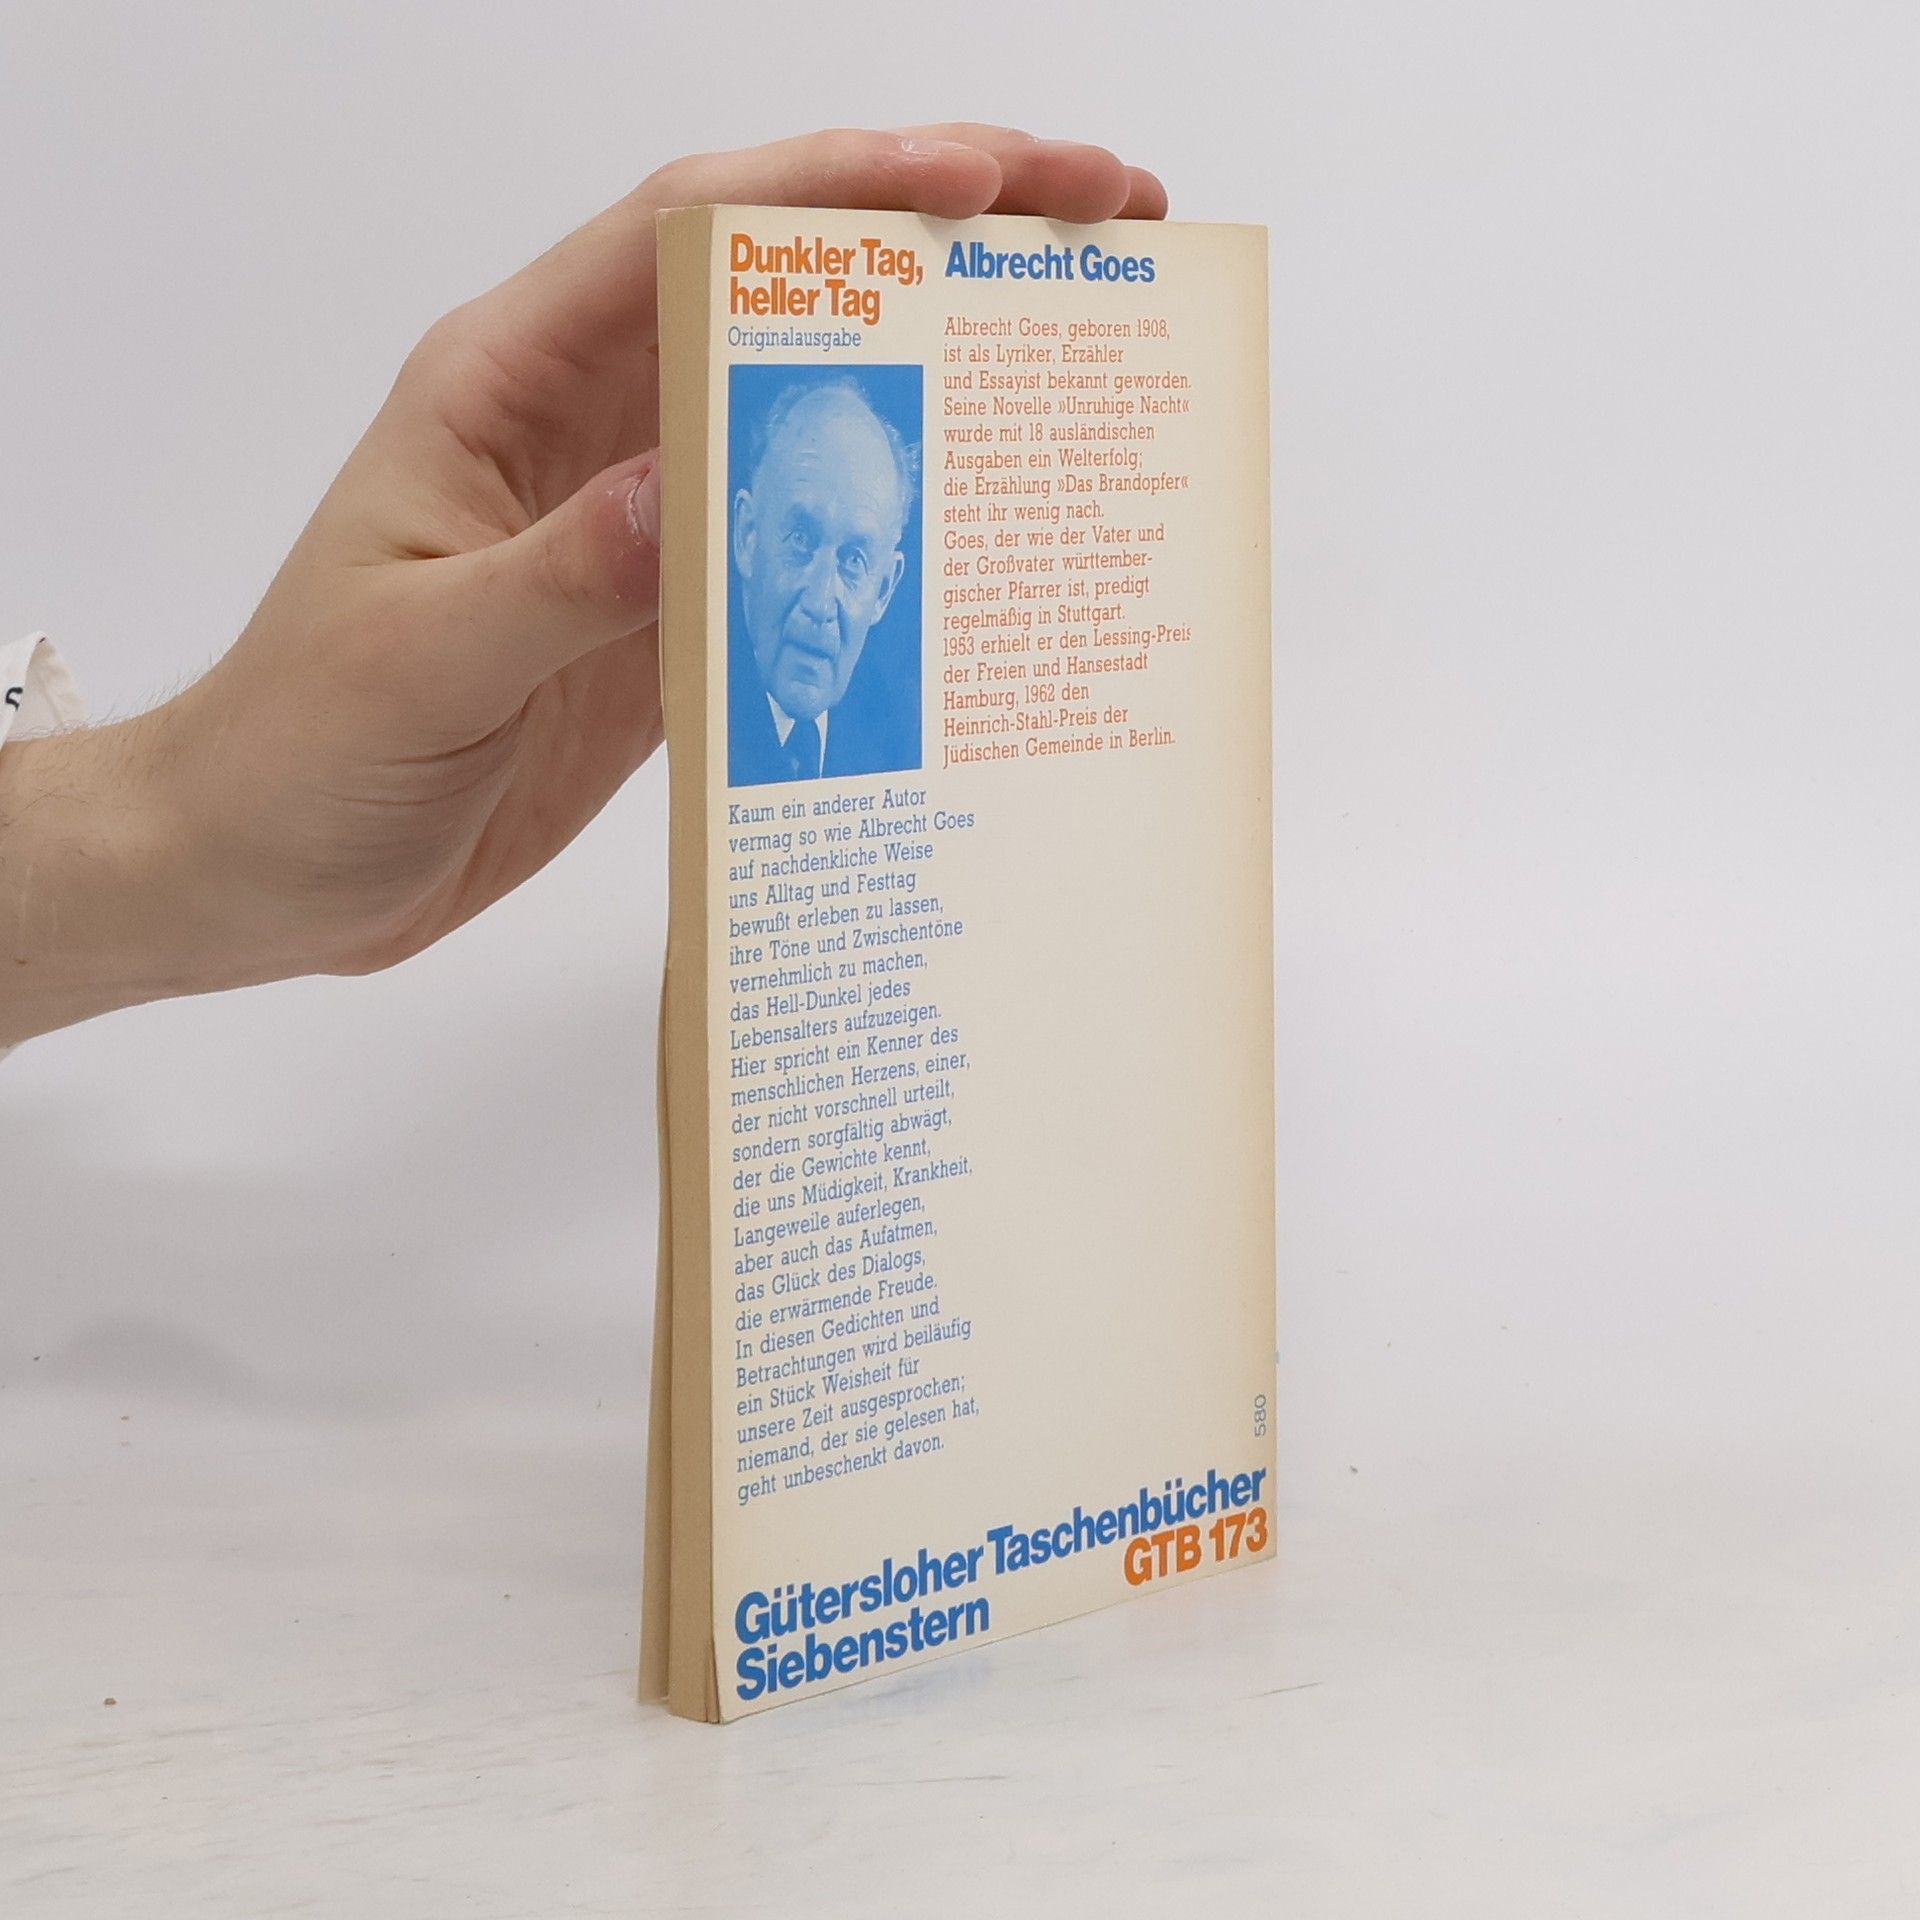 Dunkler Tag,
heller Tag
Originalausgabe
Albrecht Goes
Albrecht Goes, geboren 1908,
ist als Lyriker, Erzähler
und Essayist bekannt geworden.
Seine Novelle »Unruhige Nacht«
wurde mit 18 ausländischen
Ausgaben ein Welterfolg;
die Erzählung »Das Brandopfer«
steht ihr wenig nach.
Goes, der wie der Vater und
der Großvater württember-
gischer Pfarrer ist, predigt
regelmäßig in Stuttgart.
1953 erhielt er den Lessing-Preis
der Freien und Hansestadt
Hamburg, 1962 den
Heinrich-Stahl-Preis der
Jüdischen Gemeinde in Berlin.
Kaum ein anderer Autor
vermag so wie Albrecht Goes
auf nachdenkliche Weise
uns Alltag und Festtag
bewußt erleben zu lassen,
ihre Töne und Zwischentöne
vernehmlich zu machen,
das Hell-Dunkel jedes
Lebensalters aufzuzeigen.
Hier spricht ein Kenner des
menschlichen Herzens, einer,
der nicht vorschnell urteilt,
sondern sorgfältig abwägt,
der die Gewichte kennt,
die uns Müdigkeit, Krankheit,
Langeweile auferlegen,
aber auch das Aufatmen,
das Glück des Dialogs,
die erwärmende Freude.
In diesen Gedichten und
Betrachtungen wird beiläufig
ein Stück Weisheit für
unsere Zeit ausgesprochen;
niemand, der sie gelesen hat,
geht unbeschenkt davon.
580
Gütersloher Taschenbücher
Siebenstern
GTB 173
s